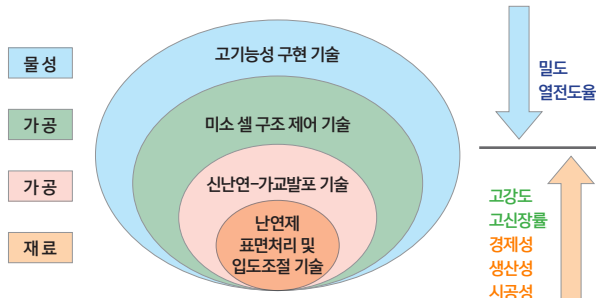 물성
가공
가공
재료
고기능성 구현 기술
미소 셀 구조 제어 기술
신난연-가교발포 기술
난연제
표면처리 및
입도조절 기술
밀도
열전도율
고강도
고신장률
경제성
생산성
시공성